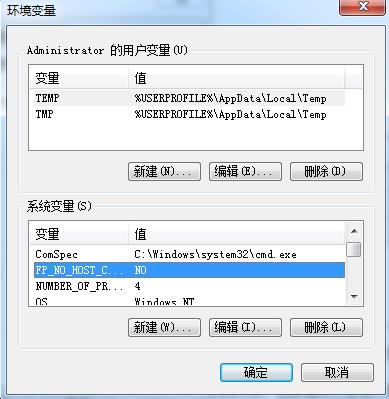 环境变量
Administrator 的用户变量(U)
变量 值
TEMP %USERPROFILE%\AppData\Local\Temp
TMP %USERPROFILE%\AppData\Local\Temp
新建(N)... 编辑(E)... 删除(D)
系统变量(S)
变量 值
ComSpec C:\Windows\system32\cmd.exe
FP_NO_HOST_C... NO
NUMBER_OF_PR... 4
OS Windows_NT
新建(W)... 编辑(I)... 删除(L)
确定 取消